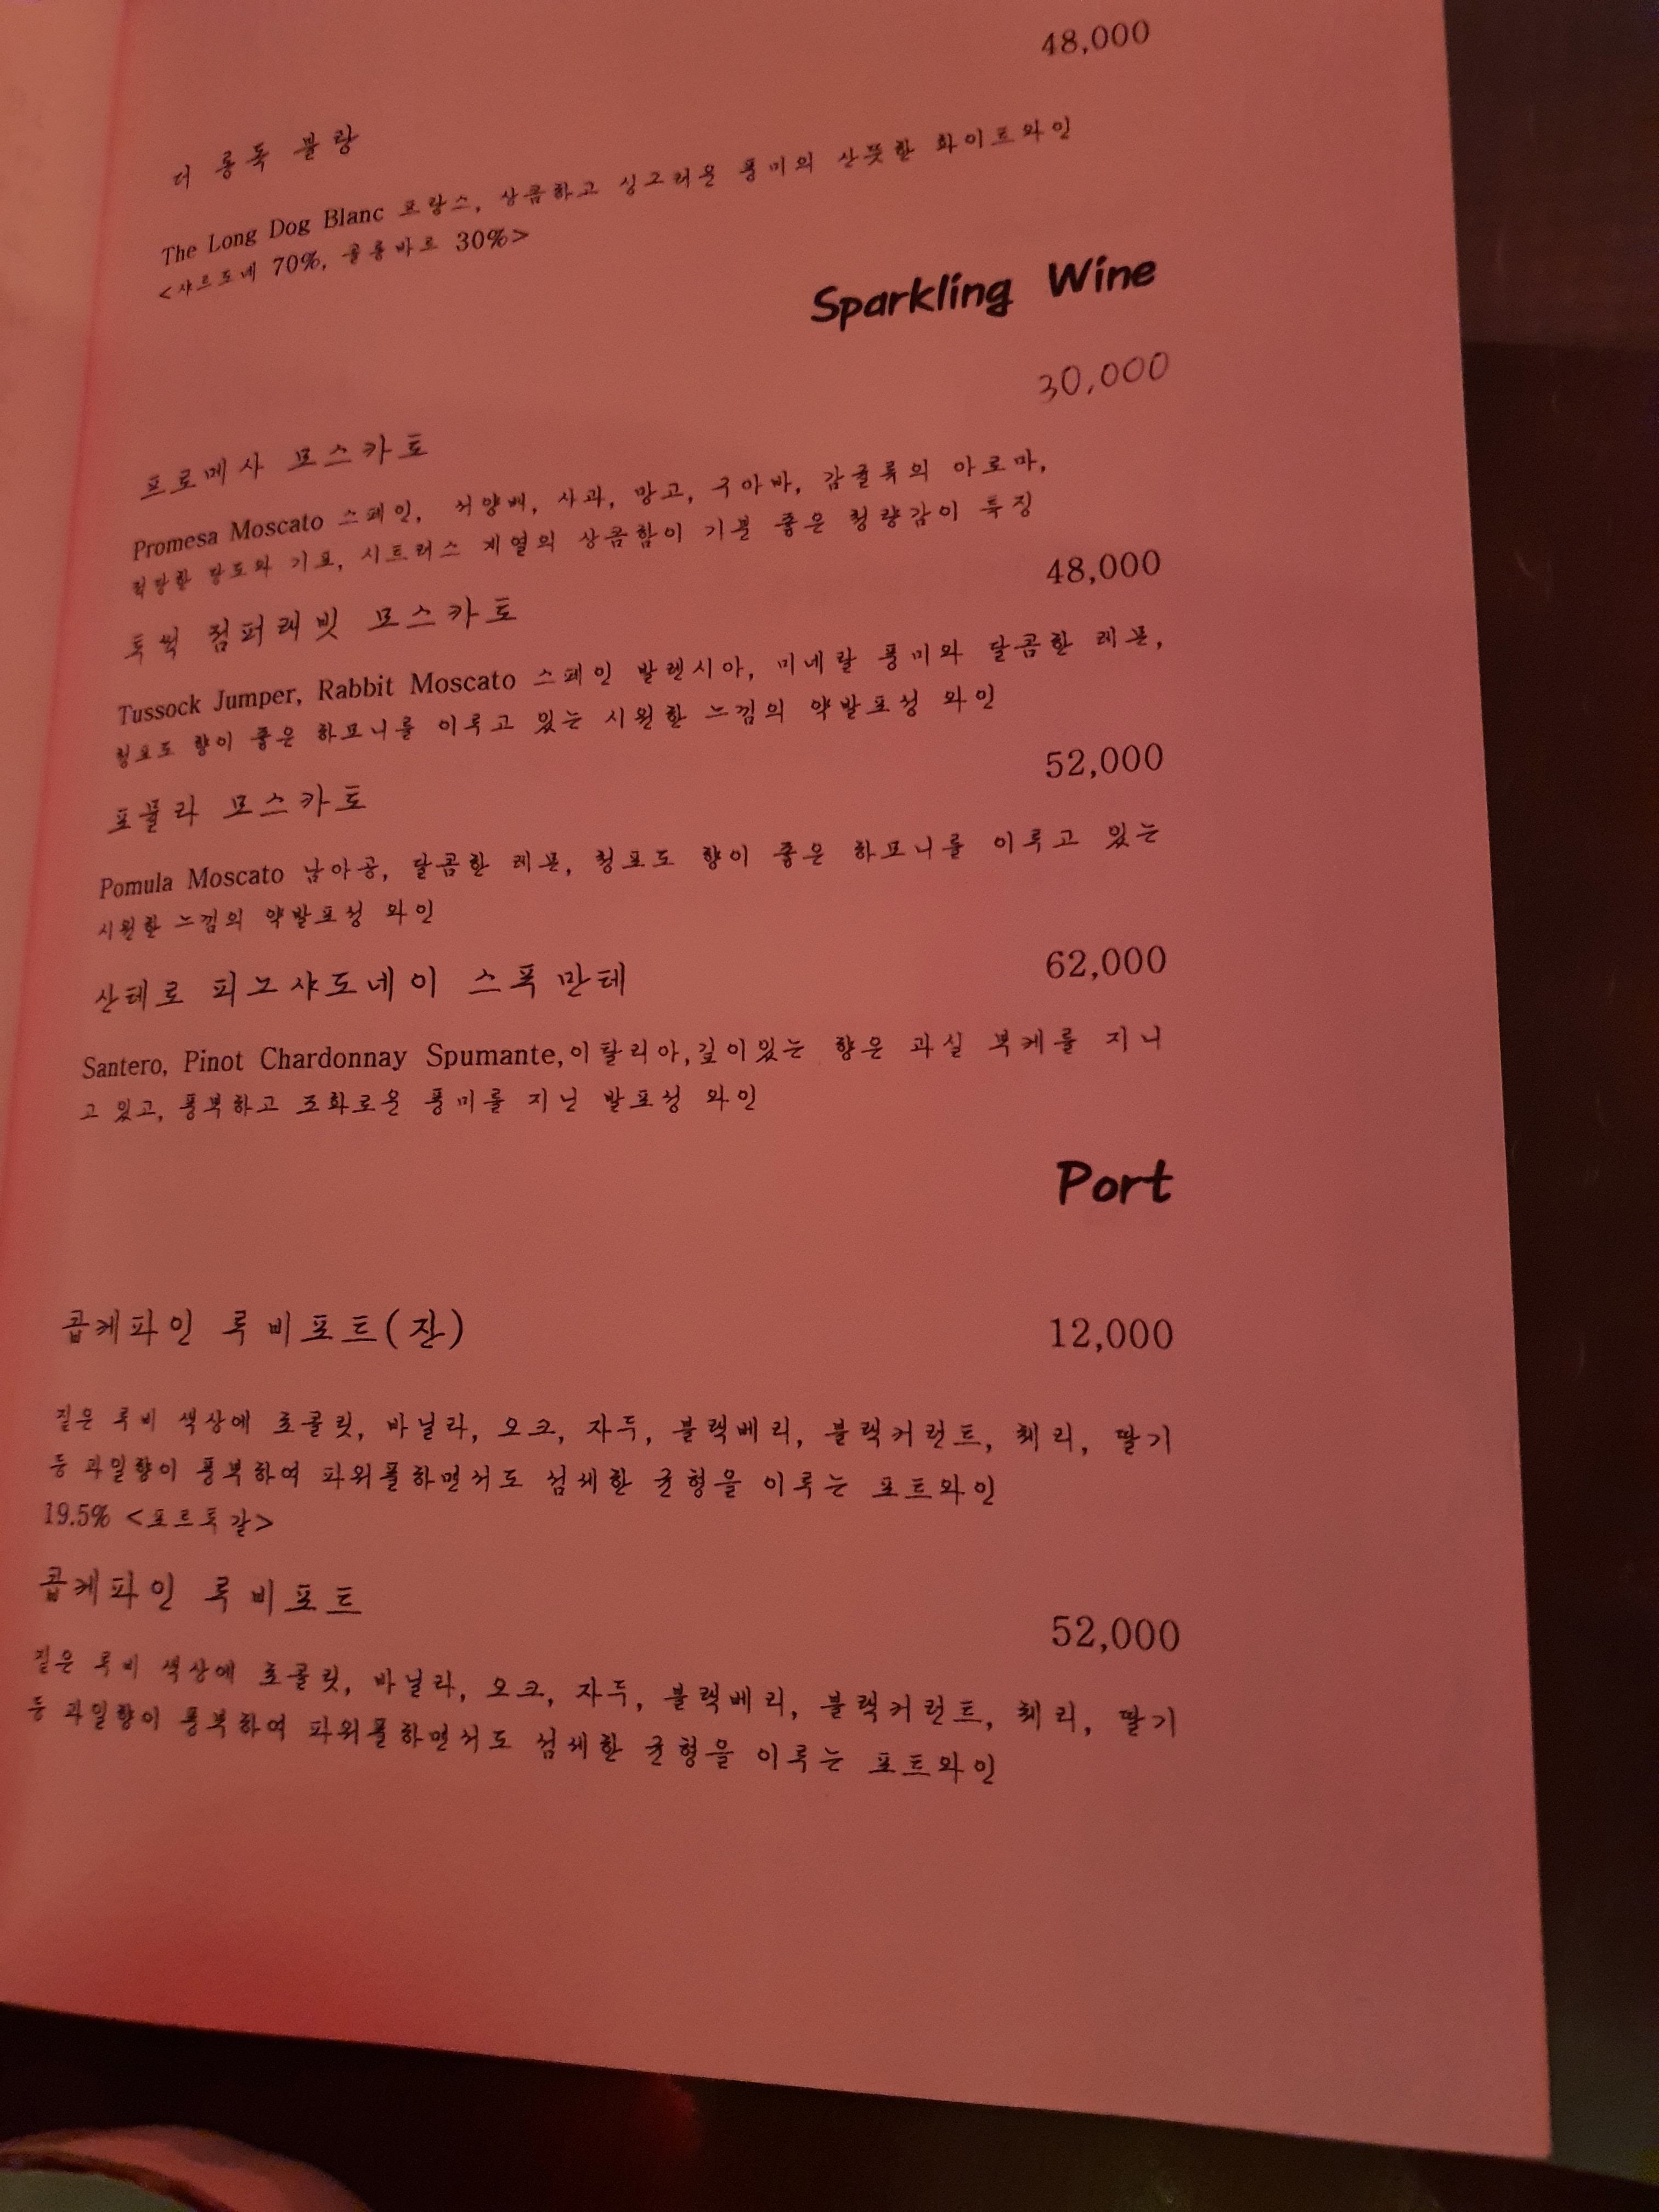 더 롱독 블랑 48,000
The Long Dog Blanc 프랑스, 상콤하고 싱그러운 풍미의 산뜻한 화이트와인
<샤르도네 70%, 꼴롱바르 30%>
Sparkling Wine
프로메사 모스카토 30,000
Promesa Moscato 스페인, 서양배, 사과, 망고, 구아바, 감귤류의 아로마,
적당한 당도와 기포, 시트러스 계열의 상콤함이 기분 좋은 청량감이 특징
투썩 점퍼래빗 모스카토 48,000
Tussock Jumper, Rabbit Moscato 스페인 발렌시아, 미네랄 풍미와 달콤한 레몬,
청포도 향이 좋은 하모니를 이루고 있는 시원한 느낌의 약발포성 와인
포뮬라 모스카토 52,000
Pomula Moscato 남아공, 달콤한 레몬, 청포도 향이 좋은 하모니를 이루고 있는
시원한 느낌의 약발포성 와인
산테로 피노샤도네이 스푸만테 62,000
Santero, Pinot Chardonnay Spumante,이탈리아,깊이있는 향은 과실 부케를 지니
고 있고, 풍부하고 조화로운 풍미를 지닌 발포성 와인
Port
콥케파인 루비포트(잔) 12,000
짙은 루비 색상에 초콜릿, 바닐라, 오크, 자두, 블랙베리, 블랙커런트, 체리, 딸기
등 과일향이 풍부하여 파워풀하면서도 섬세한 균형을 이루는 포트와인
19.5% <포르투갈>
콥케파인 루비포트 52,000
짙은 루비 색상에 초콜릿, 바닐라, 오크, 자두, 블랙베리, 블랙커런트, 체리, 딸기
등 과일향이 풍부하여 파워풀하면서도 섬세한 균형을 이루는 포트와인